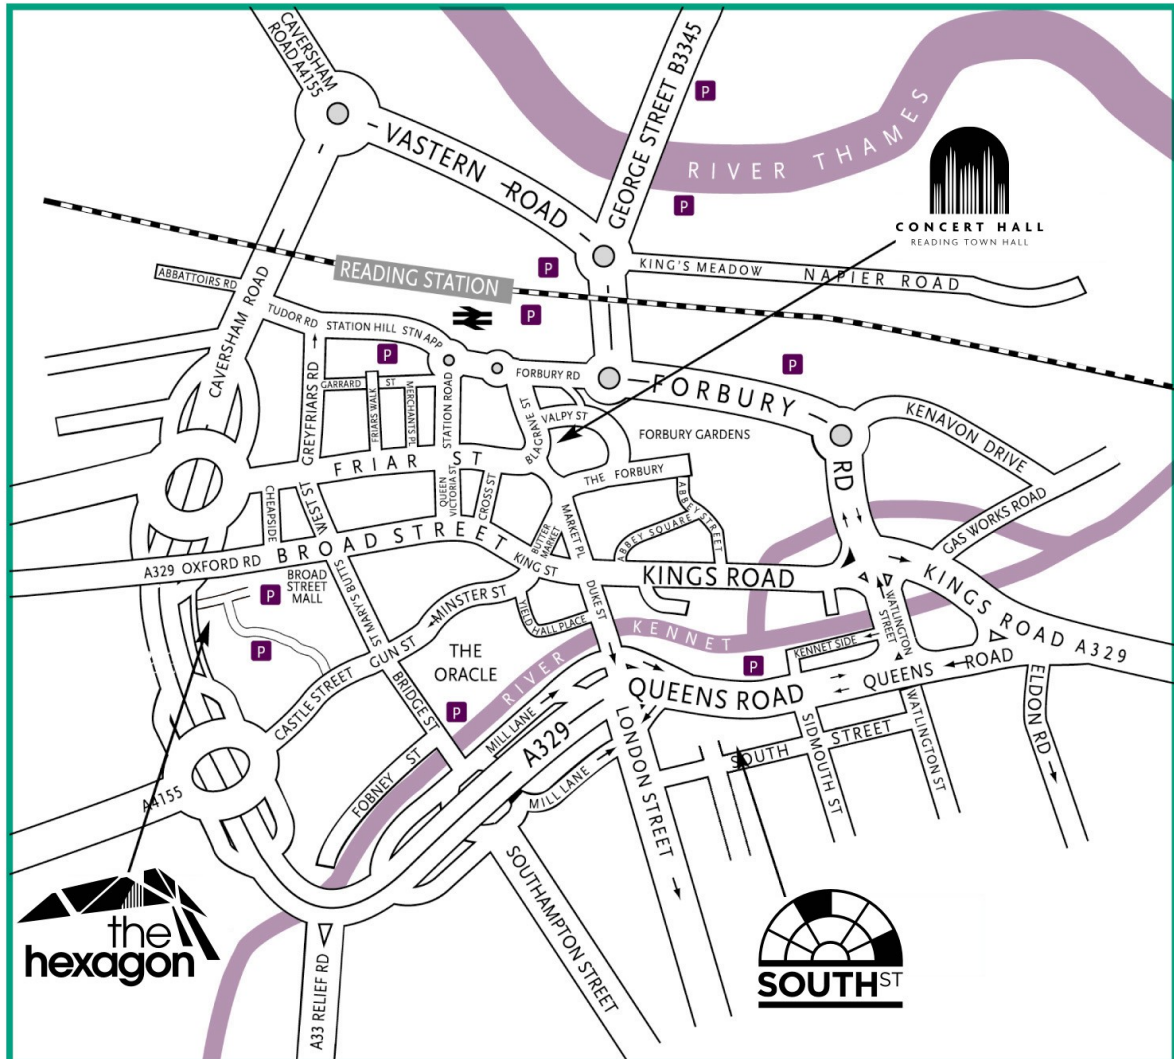 CAVERSHAM
ROAD A4155
VASTERN ROAD
GEORGE STREET B3345
P
RIVER THAMES
P
CONCERT HALL
READING TOWN HALL
READING STATION
P
P
KING'S MEADOW
NAPIER ROAD
ABBATTOIRS RD
CAVERSHAM ROAD
TUDOR RD
STATION HILL
STN APP
P
GARRARD ST
GREYFRIARS RD
FRIARS WALK
MERCHANTS PL
STATION ROAD
FORBURY RD
BLAGRAVE ST
VALPY ST
FORBURY RD
P
FORBURY GARDENS
KENAVON DRIVE
FRIAR ST
THE FORBURY
CHEAPSIDE
WEST ST
QUEEN
VICTORIA ST
CROSS ST
BUTTER
MARKET
MARKET PL
ABBEY SQUARE
ABBEY STREET
GAS WORKS ROAD
A329 OXFORD RD
BROAD STREET
KING ST
KINGS ROAD
KINGS ROAD A329
BROAD
STREET
MALL
P
P
ST MARY'S BUTTS
MINSTER ST
YIELD HALL PLACE
DUKE ST
WATLINGTON
STREET
KENNET SIDE
CASTLE STREET
GUN ST
THE
ORACLE
RIVER KENNET
P
P
BRIDGE ST
MILL LANE
QUEENS ROAD
QUEENS ROAD
ELDON RD
A4155
FOBNEY ST
A329
MILL LANE
LONDON STREET
SOUTH STREET
SIDMOUTH ST
WATLINGTON ST
SOUTHAMPTON STREET
A33 RELIEF RD
the
hexagon
SOUTH ST